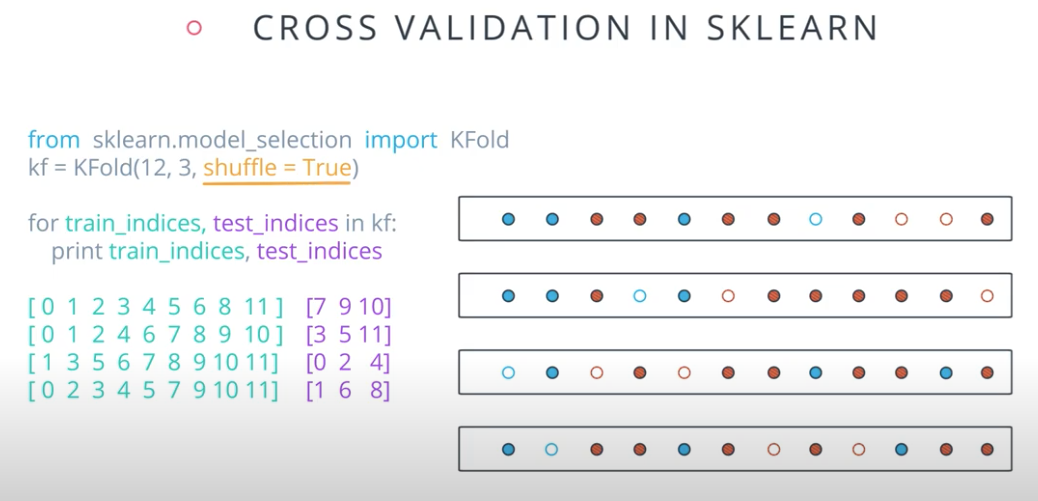 CROSS VALIDATION IN SKLEARN
from sklearn.model_selection import KFold
kf = KFold(12, 3, shuffle = True)
for train_indices, test_indices in kf:
print train_indices, test_indices
[ 0 1 2 3 4 5 6 8 11 ] [7 9 10]
[ 0 1 2 4 6 7 8 9 10 ] [3 5 11]
[ 1 3 5 6 7 8 9 10 11] [0 2 4]
[ 0 2 3 4 5 7 9 10 11] [1 6 8]